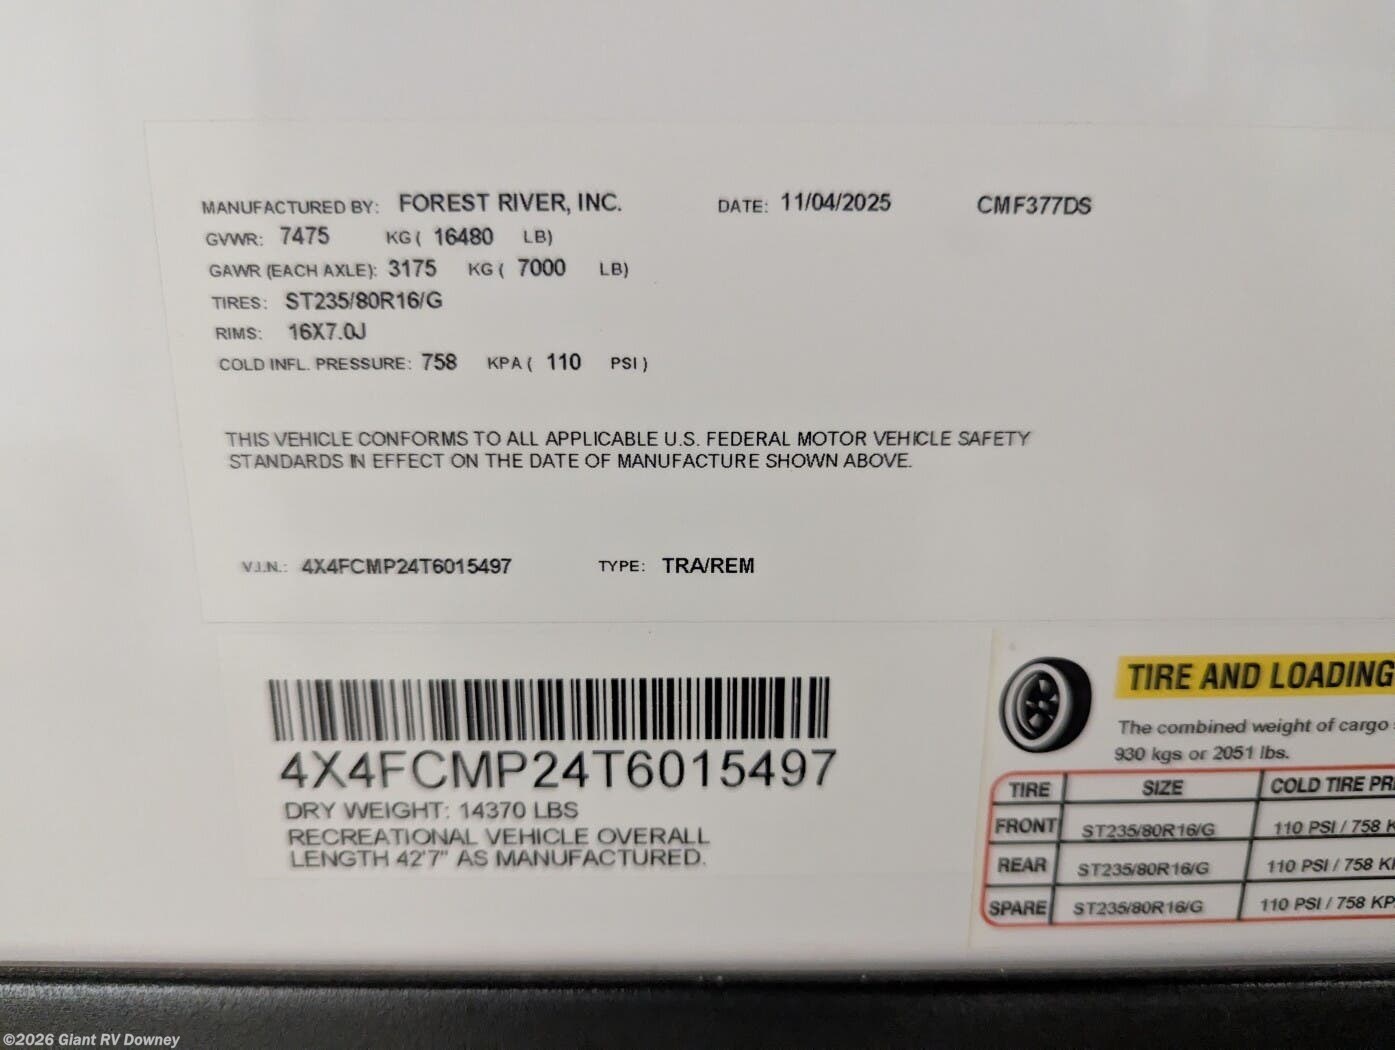 MANUFACTURED BY: FOREST RIVER, INC. DATE: 11/04/2025 CMF377DS
GVWR: 7475 KG ( 16480 LB)
GAWR (EACH AXLE): 3175 KG ( 7000 LB)
TIRES: ST235/80R16/G
RIMS: 16X7.0J
COLD INFL. PRESSURE: 758 KPA ( 110 PSI )
THIS VEHICLE CONFORMS TO ALL APPLICABLE U.S. FEDERAL MOTOR VEHICLE SAFETY
STANDARDS IN EFFECT ON THE DATE OF MANUFACTURE SHOWN ABOVE.
V.I.N.: 4X4FCMP24T6015497 TYPE: TRA/REM
4X4FCMP24T6015497
DRY WEIGHT: 14370 LBS
RECREATIONAL VEHICLE OVERALL
LENGTH 42'7" AS MANUFACTURED.
TIRE AND LOADING
The combined weight of cargo
930 kgs or 2051 lbs.
TIRE SIZE COLD TIRE PR
FRONT ST235/80R16/G 110 PSI / 758 K
REAR ST235/80R16/G 110 PSI / 758 K
SPARE ST235/80R16/G 110 PSI / 758 KP
©2026 Giant RV Downey